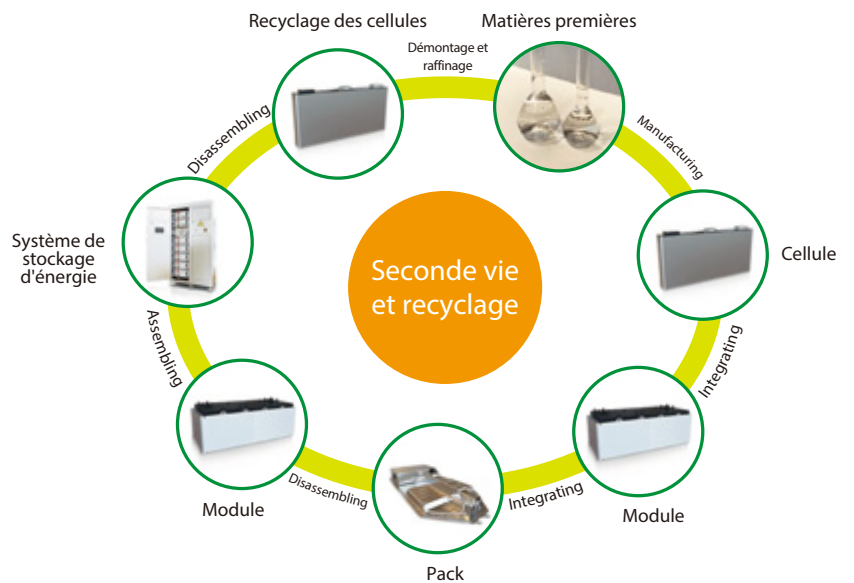 Recyclage des cellules
Démontage et
raffinage
Matières premières
Manufacturing
Cellule
Integrating
Module
Integrating
Pack
Disassembling
Module
Assembling
Système de
stockage
d'énergie
Disassembling
Seconde vie
et recyclage